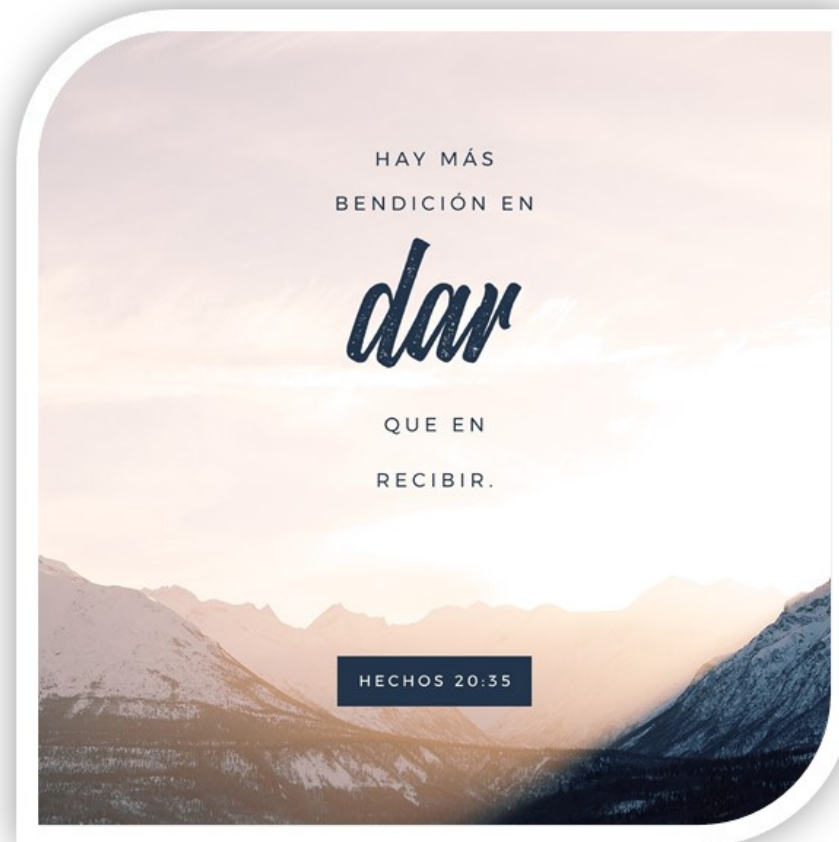 HAY MÁS
BENDICIÓN EN
dar
QUE EN
RECIBIR.
HECHOS 20:35